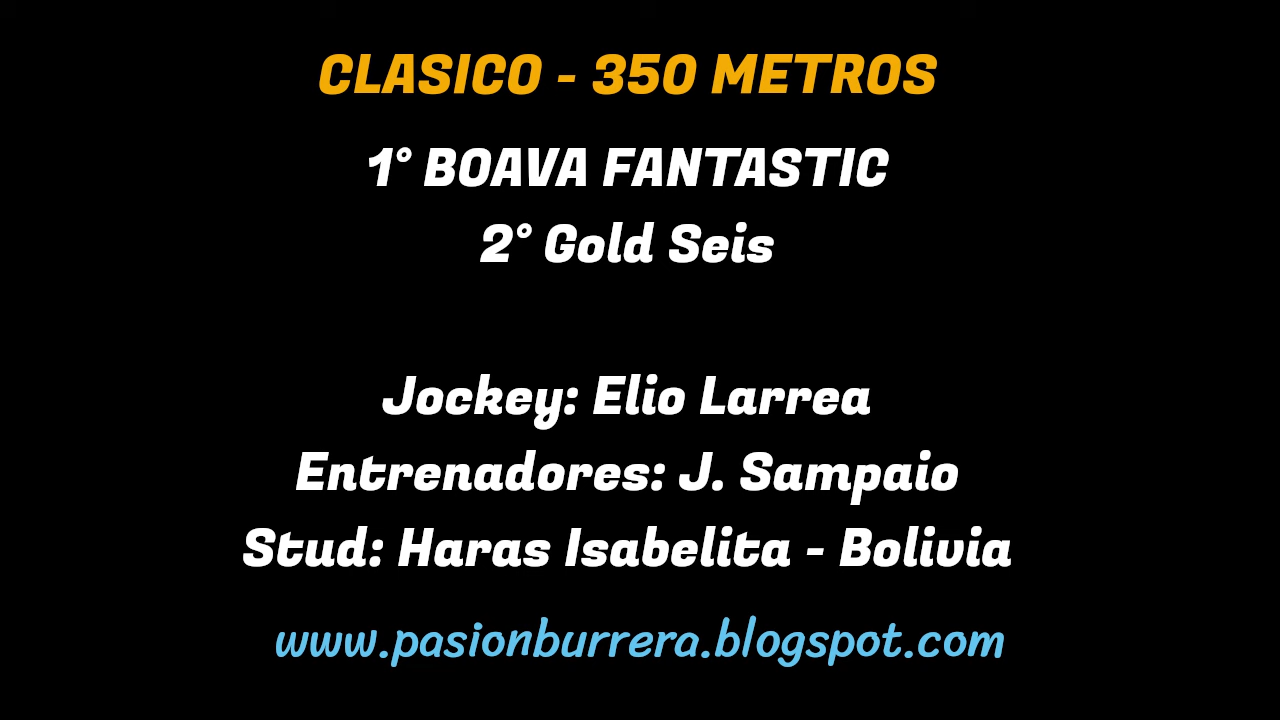 CLASICO - 350 METROS
1° BOAVA FANTASTIC
2° Gold Seis
Jockey: Elio Larrea
Entrenadores: J. Sampaio
Stud: Haras Isabelita - Bolivia
www.pasionburrera.blogspot.com